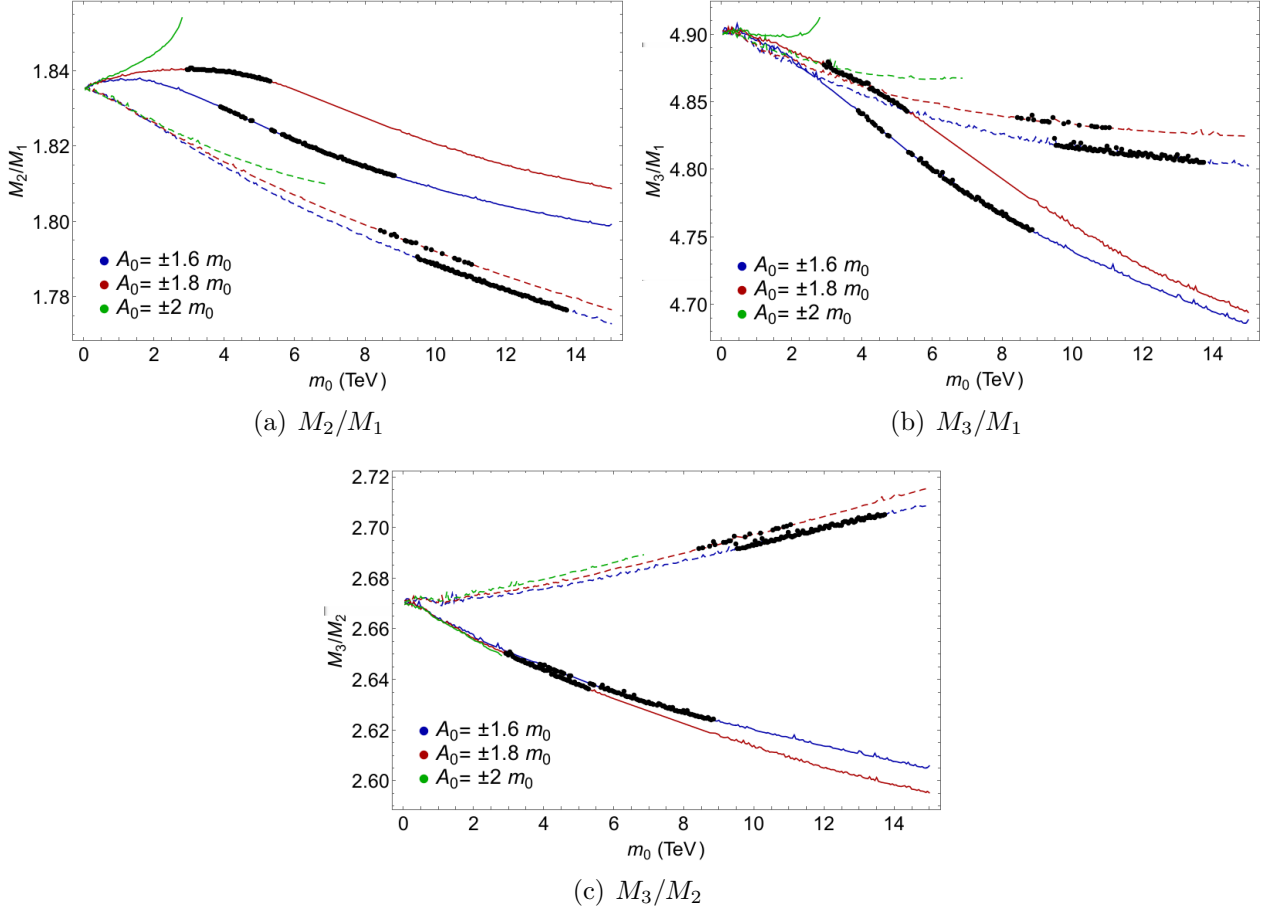 1.84
1.82
1.80
1.78
M2/M1
A0= ±1.6 m0
A0= ±1.8 m0
A0= ±2 m0
0 2 4 6 8 10 12 14
m0 (TeV)
(a) M2/M1
4.90
4.85
4.80
4.75
4.70
M3/M1
A0= ±1.6 m0
A0= ±1.8 m0
A0= ±2 m0
0 2 4 6 8 10 12 14
m0 (TeV)
(b) M3/M1
2.72
2.70
2.68
2.66
2.64
2.62
2.60
M3/M2
A0= ±1.6 m0
A0= ±1.8 m0
A0= ±2 m0
0 2 4 6 8 10 12 14
m0 (TeV)
(c) M3/M2